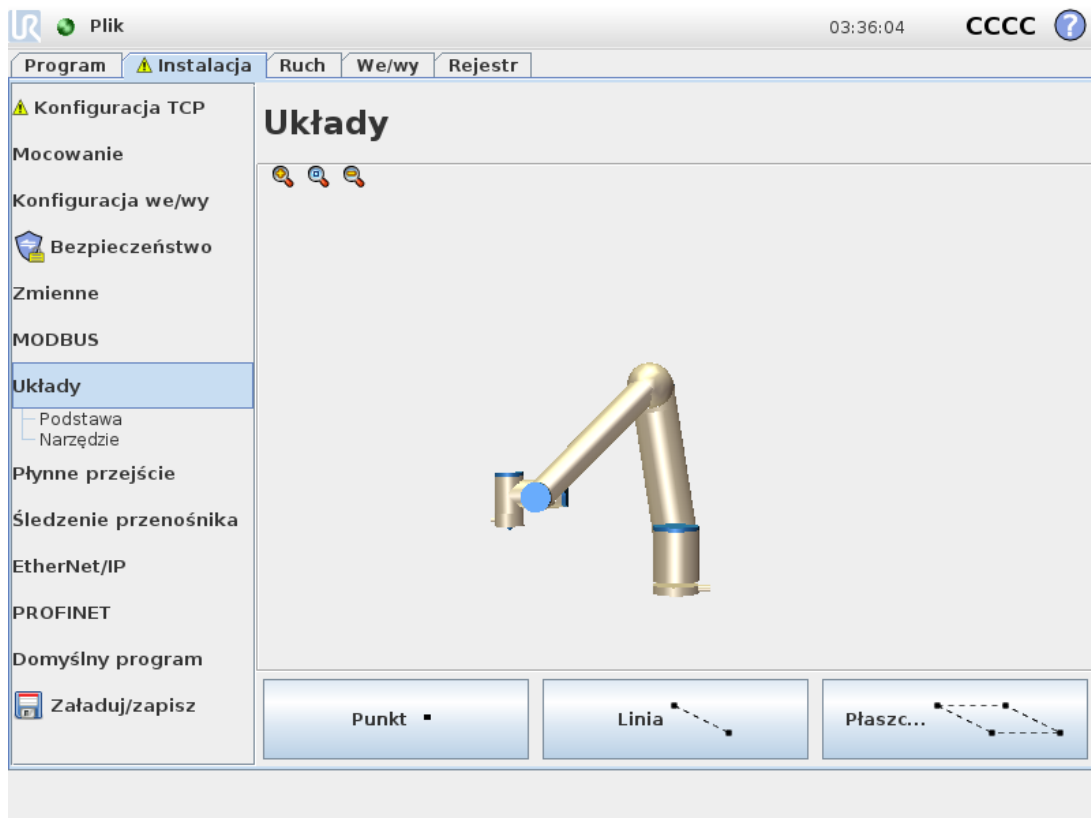 UR
Plik
03:36:04
CCCC
?
Program
Instalacja
Ruch
We/wy
Rejestr
Konfiguracja TCP
Mocowanie
Konfiguracja we/wy
Bezpieczeństwo
Zmienne
MODBUS
Układy
Podstawa
Narzędzie
Płynne przejście
Śledzenie przenośnika
EtherNet/IP
PROFINET
Domyślny program
Załaduj/zapisz
Układy
Punkt
Linia
Płaszc...